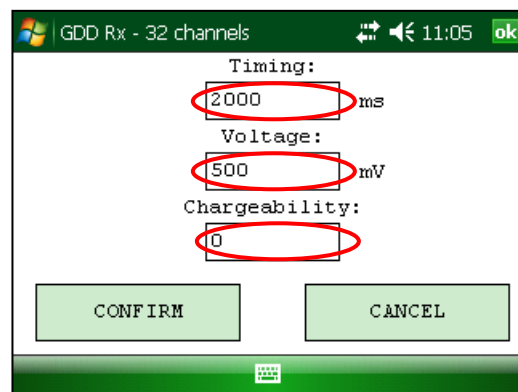 GDD Rx - 32 channels 11:05 ok
Timing:
2000 ms
Voltage:
500 mV
Chargeability:
0
CONFIRM CANCEL